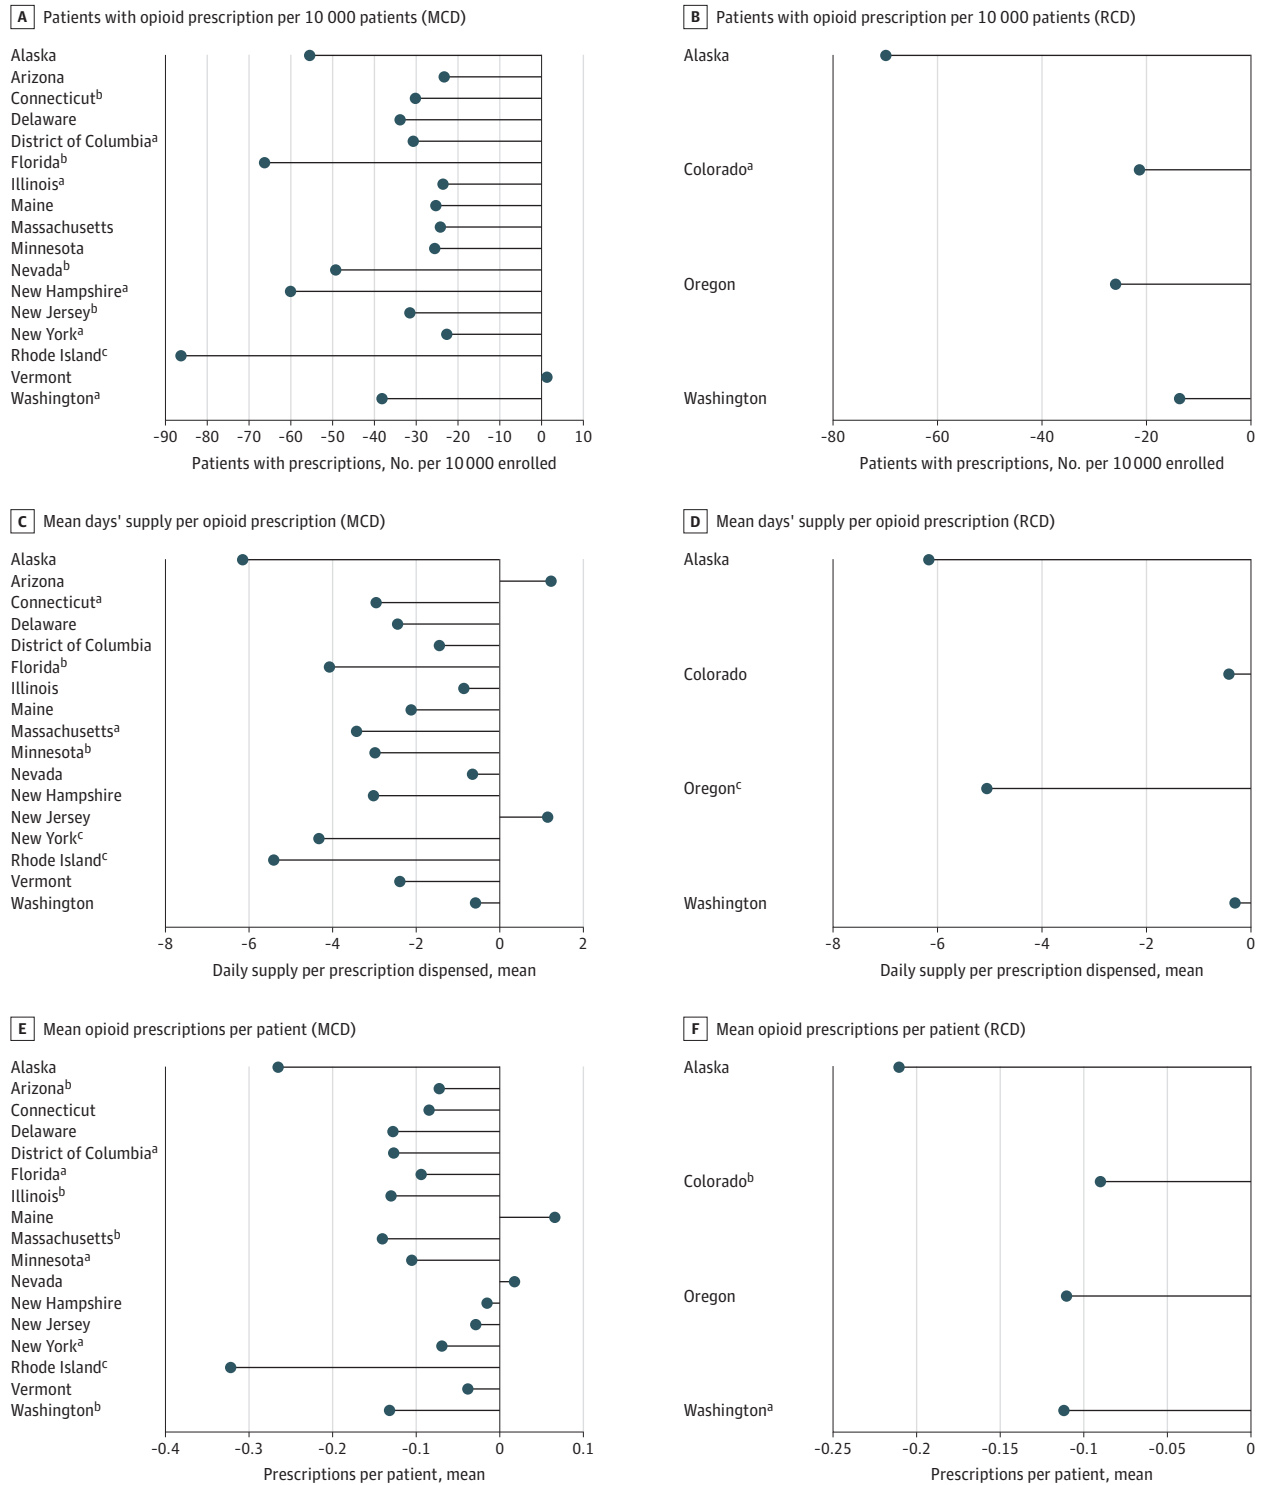 A Patients with opioid prescription per 10 000 patients (MCD)
Alaska
Arizona
Connecticutᵇ
Delaware
District of Columbiaᵃ
Floridaᵇ
Illinoisᵃ
Maine
Massachusetts
Minnesota
Nevadaᵇ
New Hampshireᵃ
New Jerseyᵇ
New Yorkᵃ
Rhode Islandᶜ
Vermont
Washingtonᵃ
-90 -80 -70 -60 -50 -40 -30 -20 -10 0 10
Patients with prescriptions, No. per 10 000 enrolled
B Patients with opioid prescription per 10 000 patients (RCD)
Alaska
Coloradoᵃ
Oregon
Washington
-80 -60 -40 -20 0
Patients with prescriptions, No. per 10 000 enrolled
C Mean days' supply per opioid prescription (MCD)
Alaska
Arizona
Connecticutᵃ
Delaware
District of Columbia
Floridaᵇ
Illinois
Maine
Massachusettsᵃ
Minnesotaᵇ
Nevada
New Hampshire
New Jersey
New Yorkᶜ
Rhode Islandᶜ
Vermont
Washington
-8 -6 -4 -2 0 2
Daily supply per prescription dispensed, mean
D Mean days' supply per opioid prescription (RCD)
Alaska
Colorado
Oregonᶜ
Washington
-8 -6 -4 -2 0
Daily supply per prescription dispensed, mean
E Mean opioid prescriptions per patient (MCD)
Alaska
Arizonaᵇ
Connecticut
Delaware
District of Columbiaᵃ
Floridaᵃ
Illinoisᵇ
Maine
Massachusettsᵇ
Minnesotaᵃ
Nevada
New Hampshire
New Jersey
New Yorkᵃ
Rhode Islandᶜ
Vermont
Washingtonᵇ
-0.4 -0.3 -0.2 -0.1 0 0.1
Prescriptions per patient, mean
F Mean opioid prescriptions per patient (RCD)
Alaska
Coloradoᵇ
Oregon
Washingtonᵃ
-0.25 -0.2 -0.15 -0.1 -0.05 0
Prescriptions per patient, mean